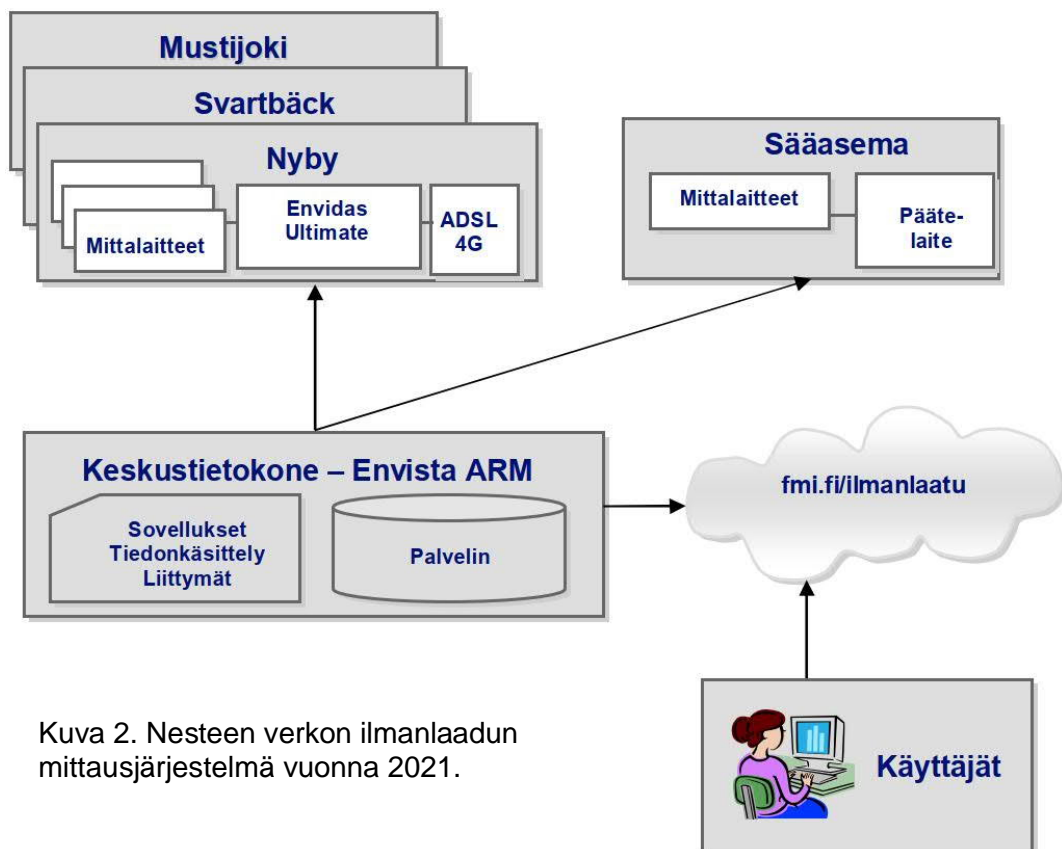 Mustijoki
Svartbäck
Nyby
Mittalaitteet
Envidas
Ultimate
ADSL
4G
Sääasema
Mittalaitteet
Pääte-
laite
Keskustietokone – Envista ARM
Sovellukset
Tiedonkäsittely
Liittymät
Palvelin
fmi.fi/ilmanlaatu
Kuva 2. Nesteen verkon ilmanlaadun
mittausjärjestelmä vuonna 2021.
Käyttäjät